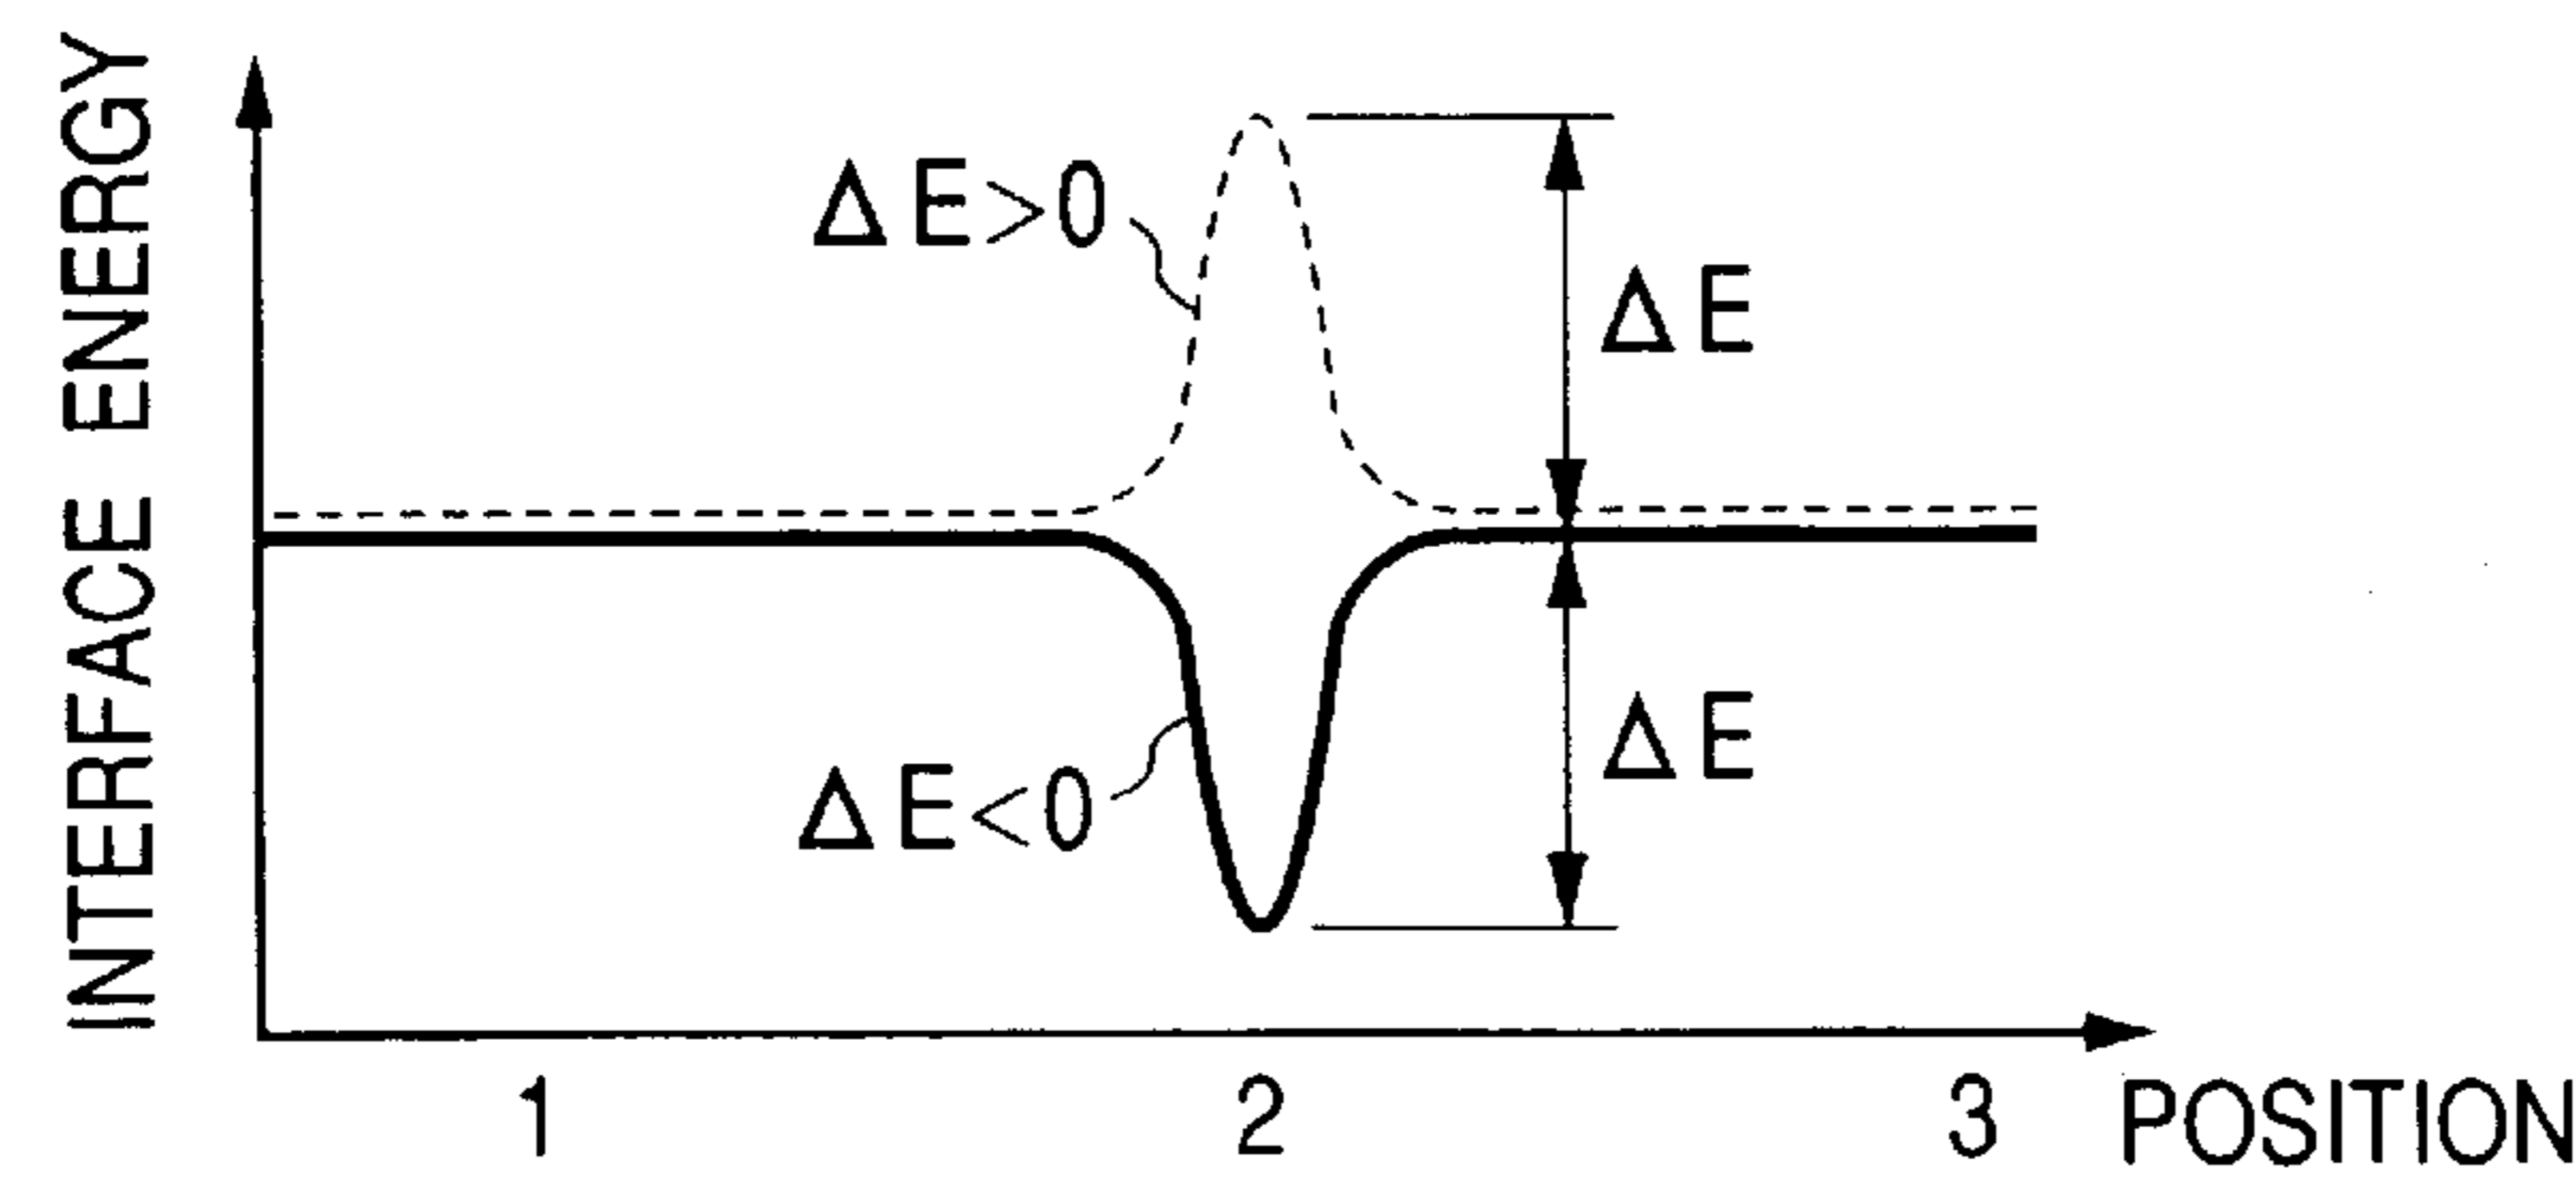 INTERFACE ENERGY
ΔE>0
ΔE
ΔE
ΔE<0
1 2 3 POSITION